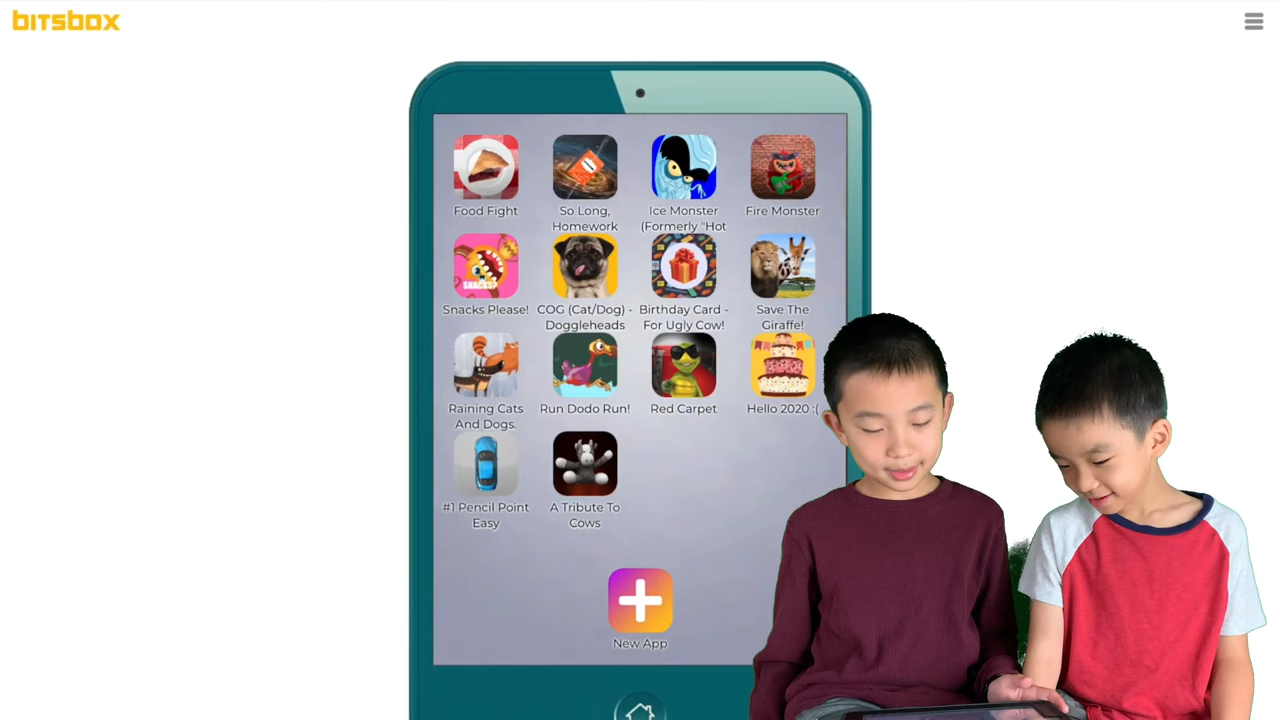 bitsbox
Food Fight
So Long,
Homework
Ice Monster
(Formerly "Hot
Fire Monster
SNACKS?
Snacks Please!
COG (Cat/Dog) -
Doggleheads
Birthday Card -
For Ugly Cow!
Save The
Giraffe!
Raining Cats
And Dogs.
Run Dodo Run!
Red Carpet
Hello 2020 :(
#1 Pencil Point
Easy
A Tribute To
Cows
New App